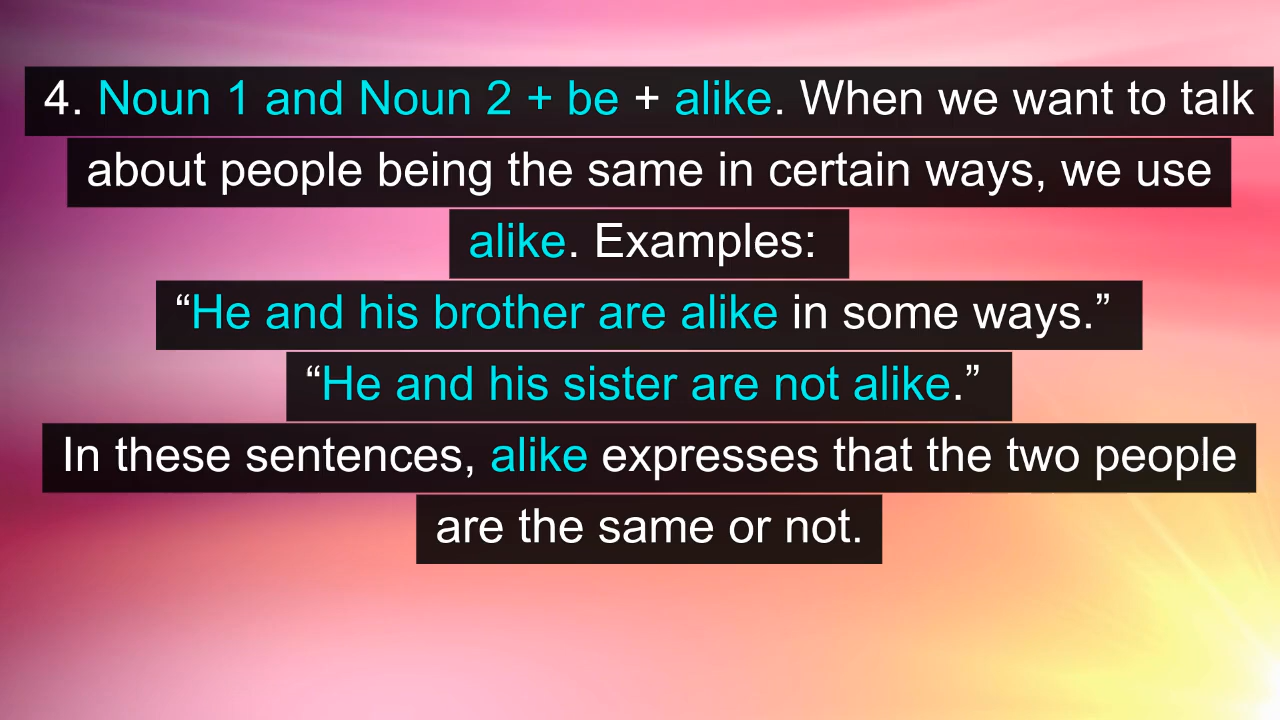 4. Noun 1 and Noun 2 + be + alike. When we want to talk
about people being the same in certain ways, we use
alike. Examples:
“He and his brother are alike in some ways.”
“He and his sister are not alike.”
In these sentences, alike expresses that the two people
are the same or not.